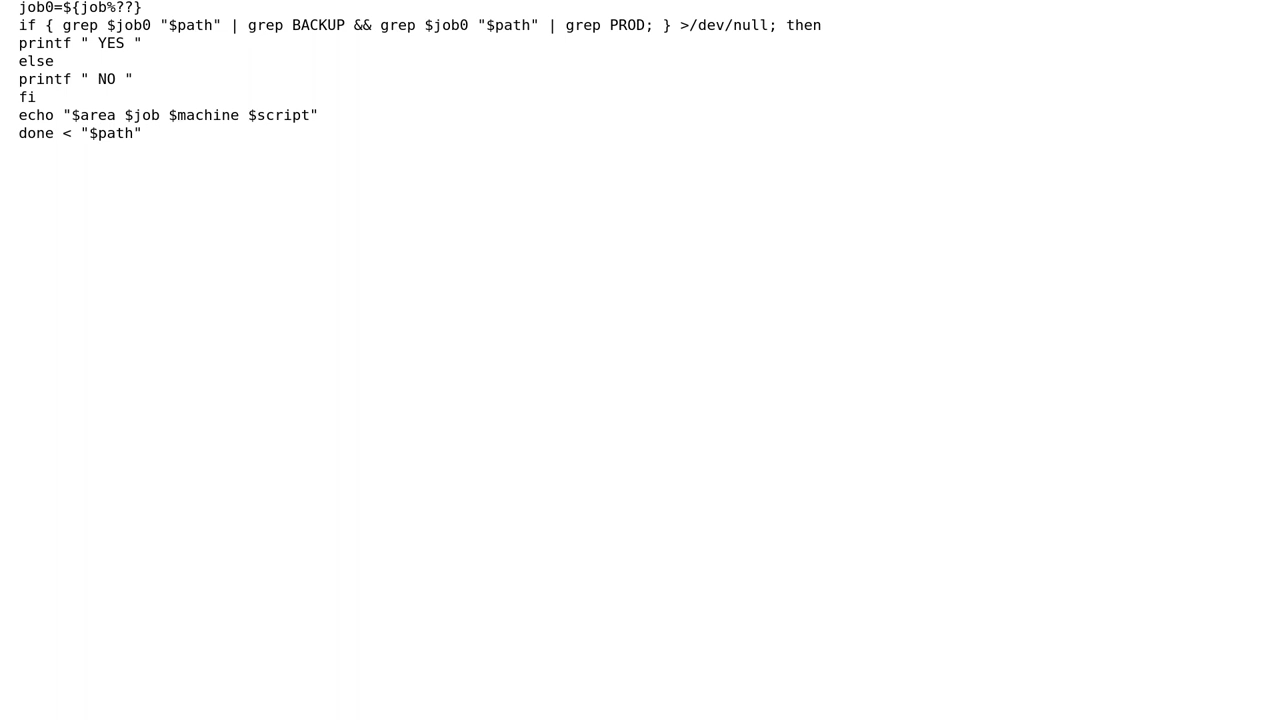 job0=${job%??}
if { grep $job0 "$path" | grep BACKUP && grep $job0 "$path" | grep PROD; } >/dev/null; then
printf " YES "
else
printf " NO "
fi
echo "$area $job $machine $script"
done < "$path"